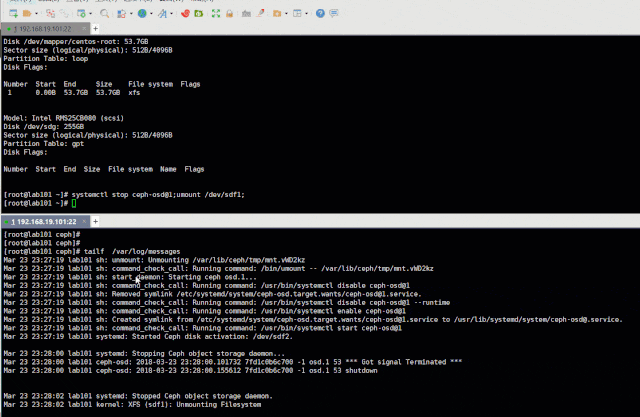 1 192.168.19.101:22
Disk /dev/mapper/centos-root: 53.7GB
Sector size (logical/physical): 512B/4096B
Partition Table: loop
Disk Flags:
Number Start End Size File system Flags
1 0.00B 53.7GB 53.7GB xfs
Model: Intel RMS25CB080 (scsi)
Disk /dev/sdg: 255GB
Sector size (logical/physical): 512B/4096B
Partition Table: gpt
Disk Flags:
Number Start End Size File system Name Flags
[root@lab101 ~]# systemctl stop ceph-osd@1;umount /dev/sdf1;
[root@lab101 ~]#
1 192.168.19.101:22
[root@lab101 ceph]#
[root@lab101 ceph]#
[root@lab101 ceph]# tailf /var/log/messages
Mar 23 23:27:19 lab101 sh: unmount: Unmounting /var/lib/ceph/tmp/mnt.vWD2kz
Mar 23 23:27:19 lab101 sh: command_check_call: Running command: /bin/umount -- /var/lib/ceph/tmp/mnt.vWD2kz
Mar 23 23:27:19 lab101 sh: start_daemon: Starting ceph osd.1...
Mar 23 23:27:19 lab101 sh: command_check_call: Running command: /usr/bin/systemctl disable ceph-osd@1
Mar 23 23:27:19 lab101 sh: Removed symlink /etc/systemd/system/ceph-osd.target.wants/ceph-osd@1.service.
Mar 23 23:27:19 lab101 sh: command_check_call: Running command: /usr/bin/systemctl disable ceph-osd@1 --runtime
Mar 23 23:27:19 lab101 sh: command_check_call: Running command: /usr/bin/systemctl enable ceph-osd@1
Mar 23 23:27:19 lab101 sh: Created symlink from /etc/systemd/system/ceph-osd.target.wants/ceph-osd@1.service to /usr/lib/systemd/system/ceph-osd@.service.
Mar 23 23:27:19 lab101 sh: command_check_call: Running command: /usr/bin/systemctl start ceph-osd@1
Mar 23 23:27:19 lab101 systemd: Started Ceph disk activation: /dev/sdf2.
Mar 23 23:28:00 lab101 systemd: Stopping Ceph object storage daemon...
Mar 23 23:28:00 lab101 ceph-osd: 2018-03-23 23:28:00.101732 7fd1c0b6c700 -1 osd.1 53 *** Got signal Terminated ***
Mar 23 23:28:00 lab101 ceph-osd: 2018-03-23 23:28:00.155612 7fd1c0b6c700 -1 osd.1 53 shutdown
Mar 23 23:28:02 lab101 systemd: Stopped Ceph object storage daemon.
Mar 23 23:28:02 lab101 kernel: XFS (sdf1): Unmounting Filesystem